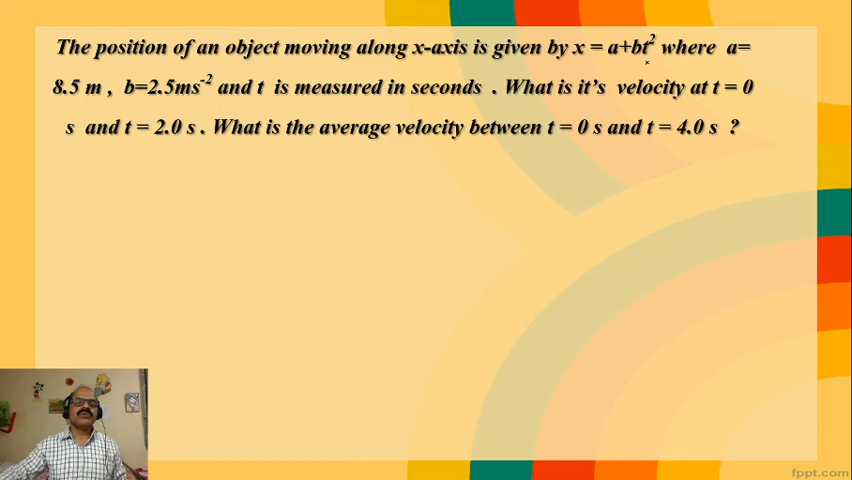 The position of an object moving along x-axis is given by x = a+bt² where a=
8.5 m , b=2.5ms⁻² and t is measured in seconds . What is it’s velocity at t = 0
s and t = 2.0 s . What is the average velocity between t = 0 s and t = 4.0 s ?
fppt.com